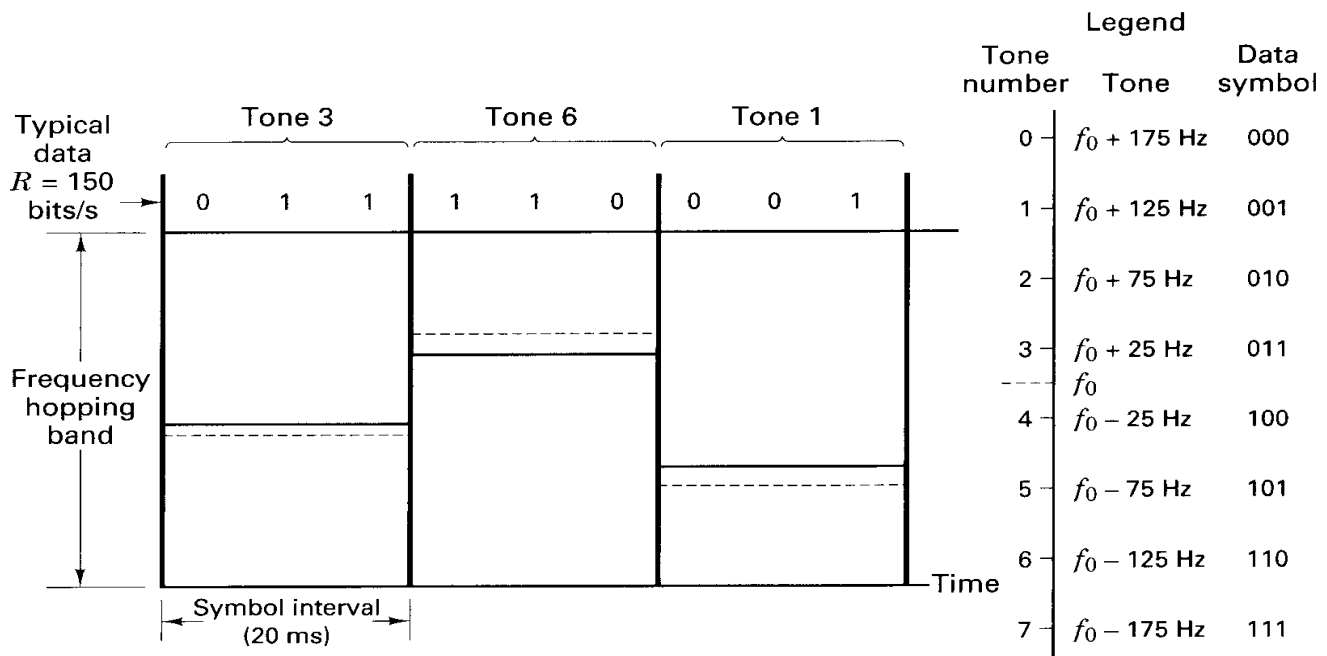 Legend
Tone number Tone Data symbol
Typical data R = 150 bits/s
Tone 3 Tone 6 Tone 1
0 1 1 1 1 0 0 0 1
Frequency hopping band
Time
Symbol interval
(20 ms)
0 f₀ + 175 Hz 000
1 f₀ + 125 Hz 001
2 f₀ + 75 Hz 010
3 f₀ + 25 Hz 011
f₀
4 f₀ − 25 Hz 100
5 f₀ − 75 Hz 101
6 f₀ − 125 Hz 110
7 f₀ − 175 Hz 111